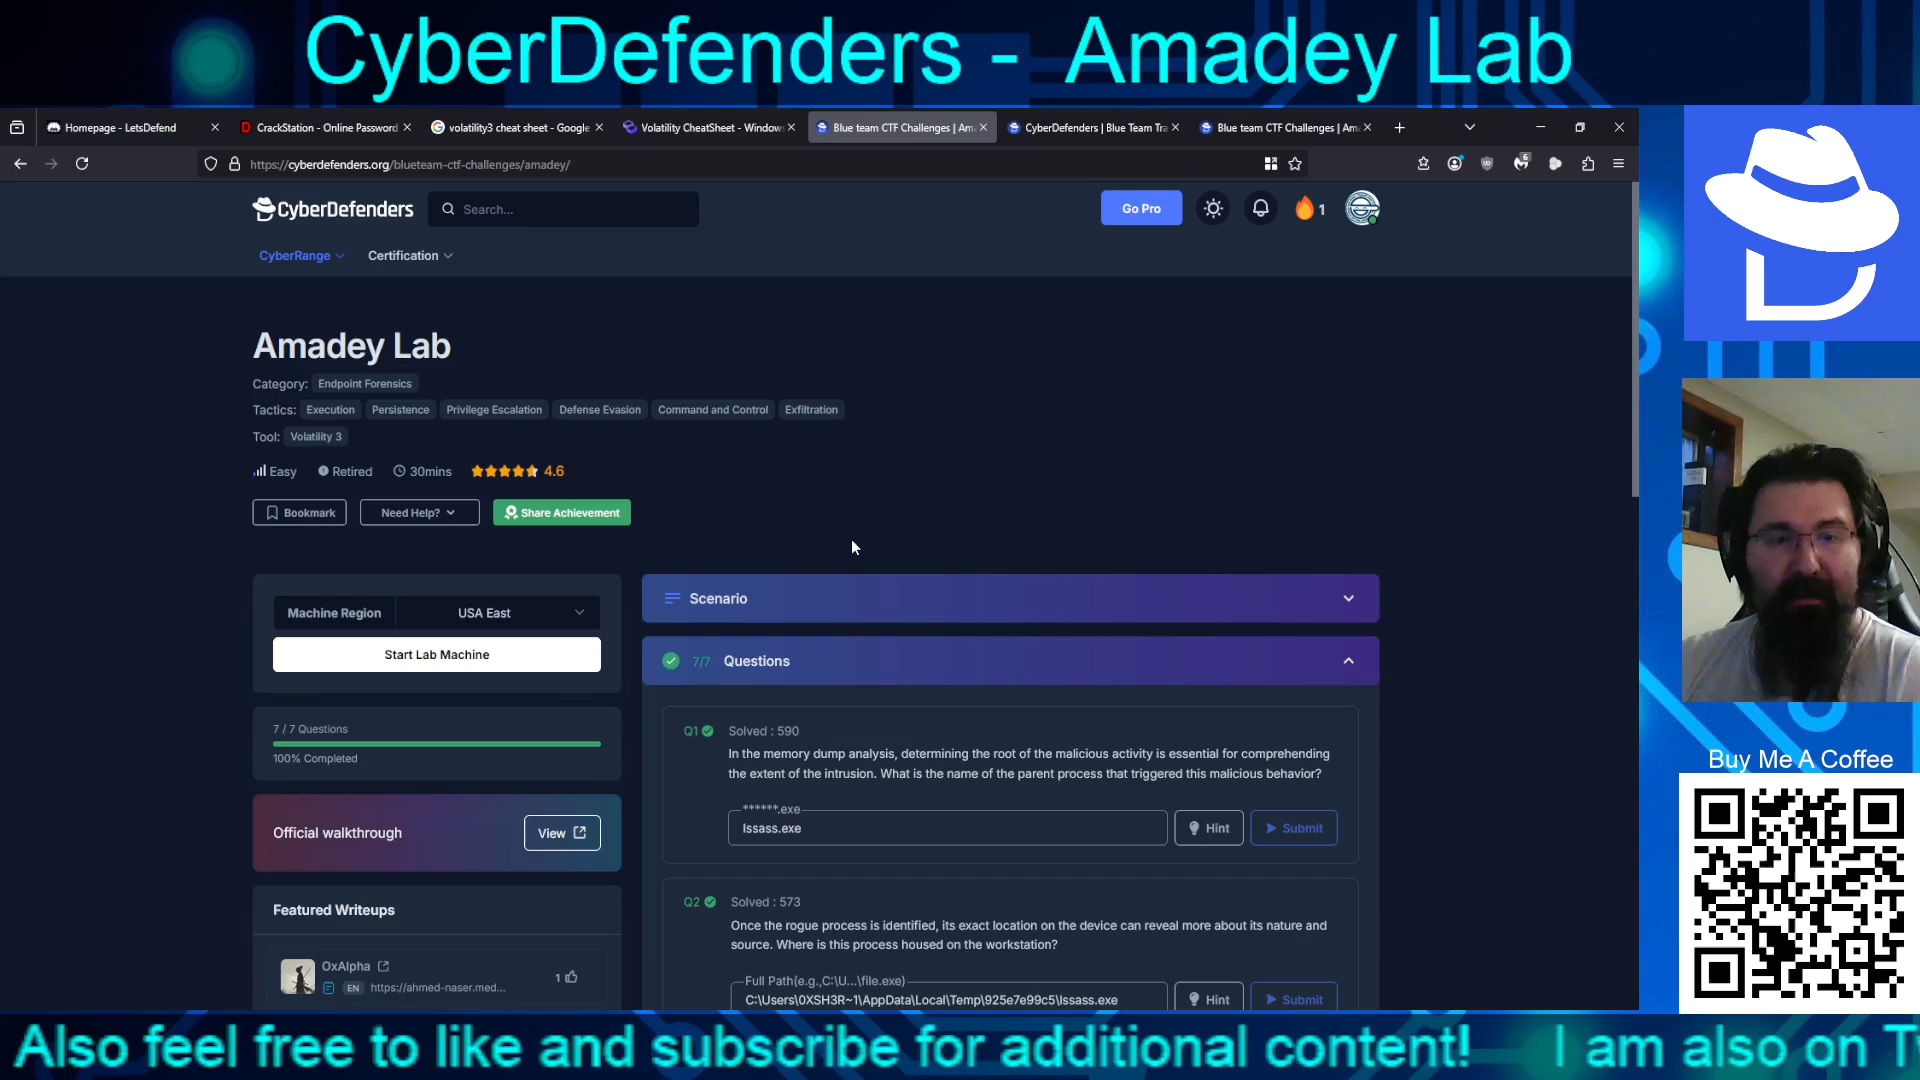 CyberDefenders - Amadey Lab
Homepage - LetsDefend
CrackStation - Online Password
volatility3 cheat sheet - Google
Volatility CheatSheet - Windows
Blue team CTF Challenges | Am
CyberDefenders | Blue Team Tra
Blue team CTF Challenges | Am
https://cyberdefenders.org/blueteam-ctf-challenges/amadey/
6
CyberDefenders
Search...
Go Pro
1
CyberRange
Certification
Amadey Lab
Category: Endpoint Forensics
Tactics: Execution Persistence Privilege Escalation Defense Evasion Command and Control Exfiltration
Tool: Volatility 3
Easy Retired 30mins 4.6
Bookmark
Need Help?
Share Achievement
Machine Region
USA East
Start Lab Machine
7 / 7 Questions
100% Completed
Official walkthrough
View
Featured Writeups
OxAlpha
EN https://ahmed-naser.med...
1
Scenario
7/7 Questions
Q1 Solved : 590
In the memory dump analysis, determining the root of the malicious activity is essential for comprehending
the extent of the intrusion. What is the name of the parent process that triggered this malicious behavior?
******.exe
lssass.exe
Hint
Submit
Q2 Solved : 573
Once the rogue process is identified, its exact location on the device can reveal more about its nature and
source. Where is this process housed on the workstation?
Full Path(e.g.,C:\U...\file.exe)
C:\Users\0XSH3R~1\AppData\Local\Temp\925e7e99c5\lssass.exe
Hint
Submit
Buy Me A Coffee
Also feel free to like and subscribe for additional content! I am also on